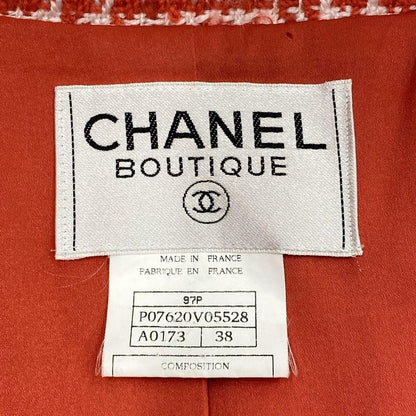 CHANEL
BOUTIQUE
MADE IN FRANCE
FABRIQUE EN FRANCE
97P
P07620V05528
A0173 38
COMPOSITION